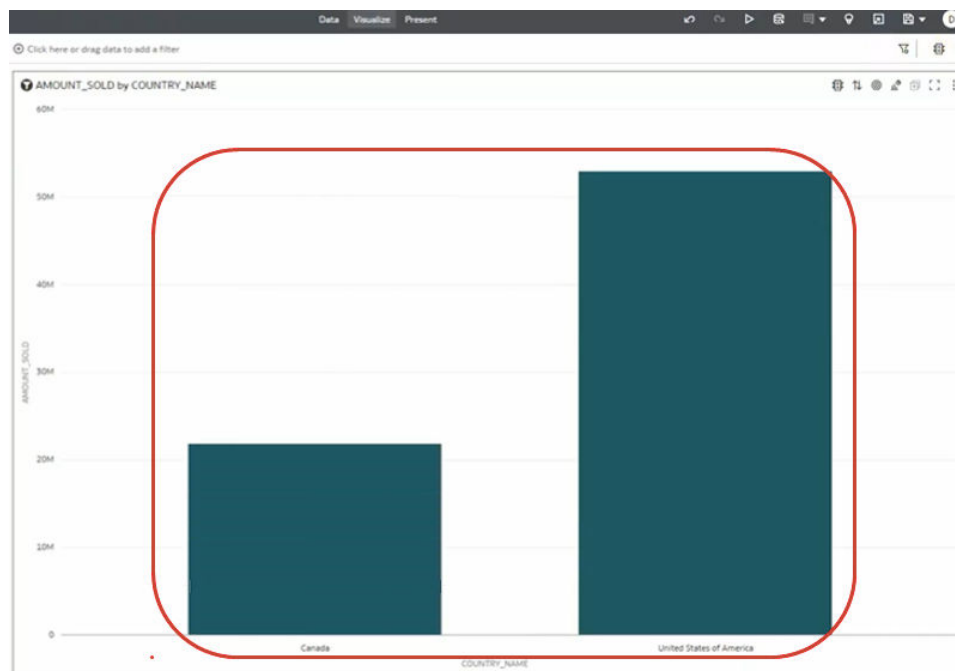 Data Visualize Present
Click here or drag data to add a filter
AMOUNT_SOLD by COUNTRY_NAME
60M
50M
40M
30M
20M
10M
0
AMOUNT_SOLD
Canada United States of America
COUNTRY_NAME